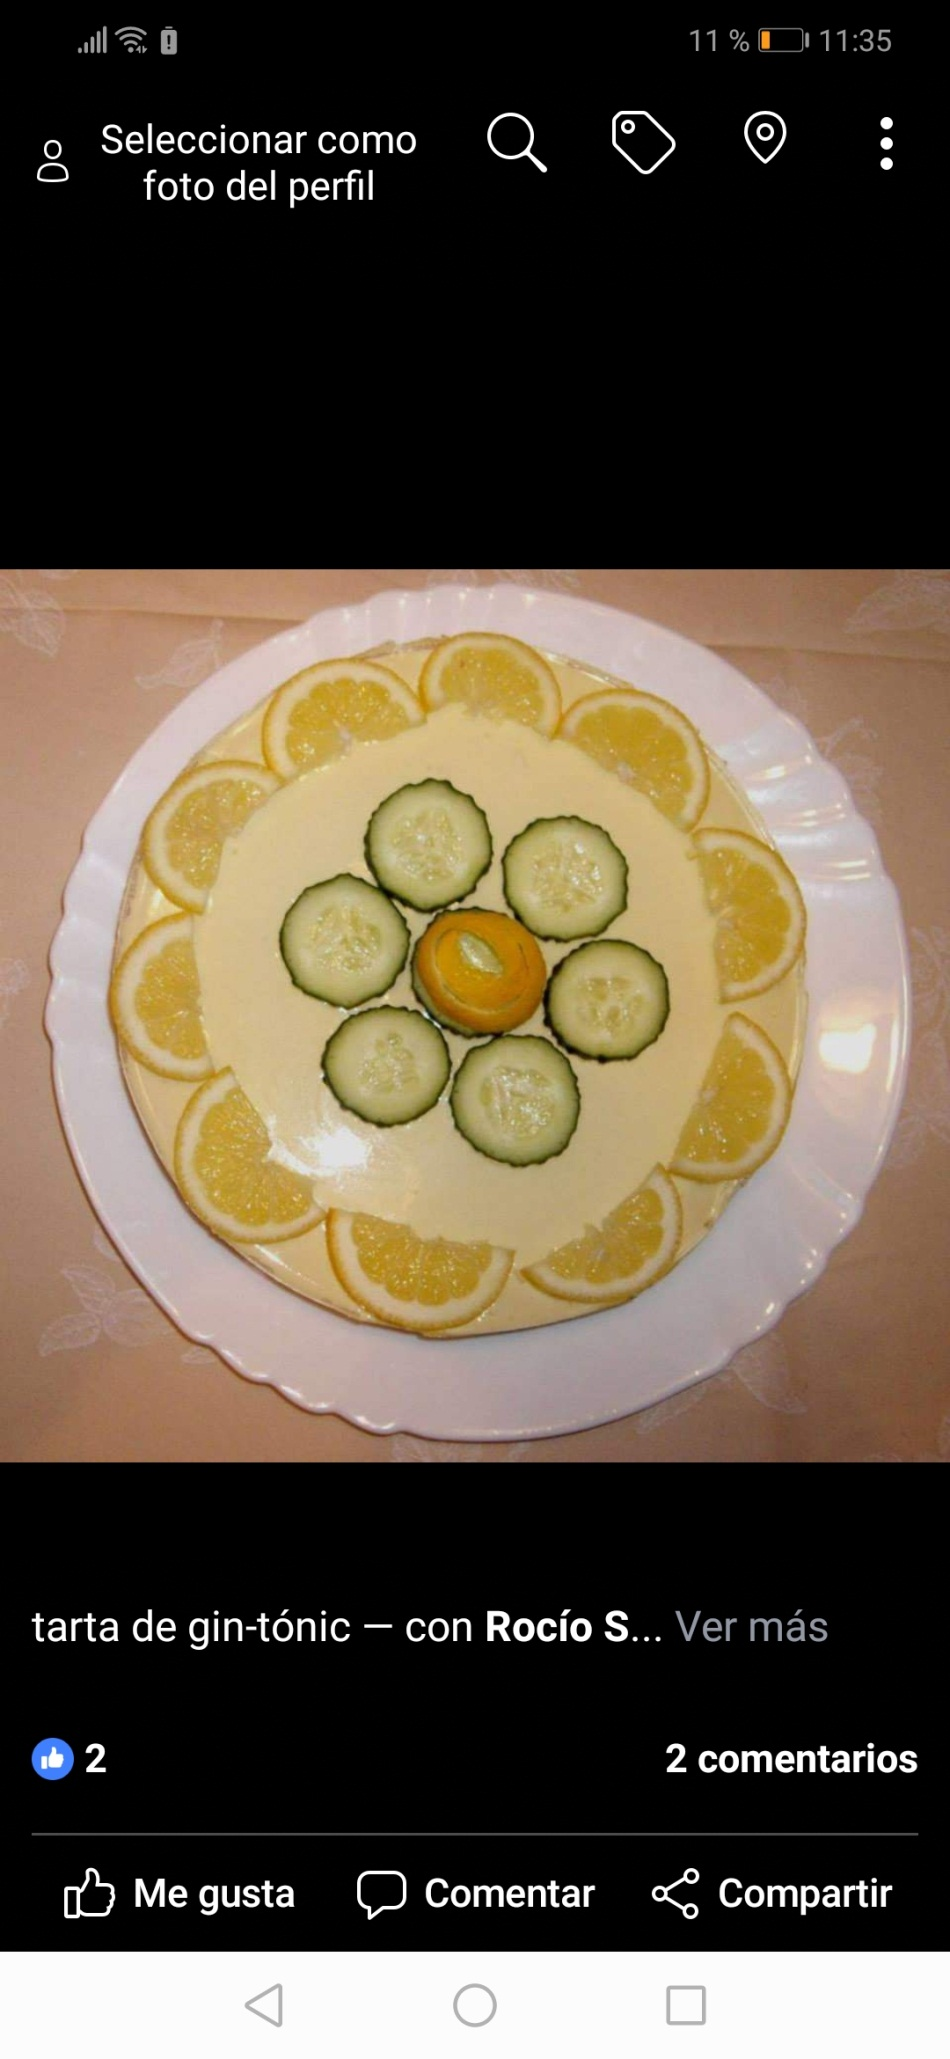 11 % 11:35
Seleccionar como
foto del perfil
tarta de gin-tónic — con Rocío S... Ver más
2 2 comentarios
Me gusta Comentar Compartir